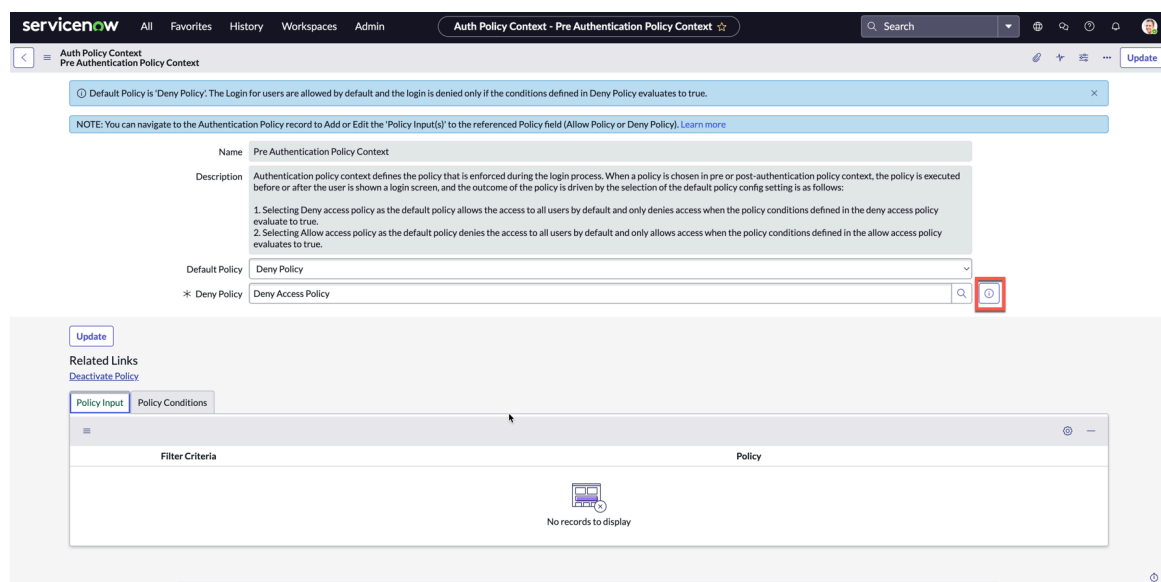 servicenow All Favorites History Workspaces Admin Auth Policy Context - Pre Authentication Policy Context Search
Auth Policy Context
Pre Authentication Policy Context
Update
Default Policy is 'Deny Policy'. The Login for users are allowed by default and the login is denied only if the conditions defined in Deny Policy evaluates to true.
NOTE: You can navigate to the Authentication Policy record to Add or Edit the 'Policy Input(s)' to the referenced Policy field (Allow Policy or Deny Policy). Learn more
Name Pre Authentication Policy Context
Description Authentication policy context defines the policy that is enforced during the login process. When a policy is chosen in pre or post-authentication policy context, the policy is executed
before or after the user is shown a login screen, and the outcome of the policy is driven by the selection of the default policy config setting is as follows:
1. Selecting Deny access policy as the default policy allows the access to all users by default and only denies access when the policy conditions defined in the deny access policy
evaluate to true.
2. Selecting Allow access policy as the default policy denies the access to all users by default and only allows access when the policy conditions defined in the allow access policy
evaluates to true.
Default Policy Deny Policy
Deny Policy Deny Access Policy
Update
Related Links
Deactivate Policy
Policy Input Policy Conditions
Filter Criteria Policy
No records to display